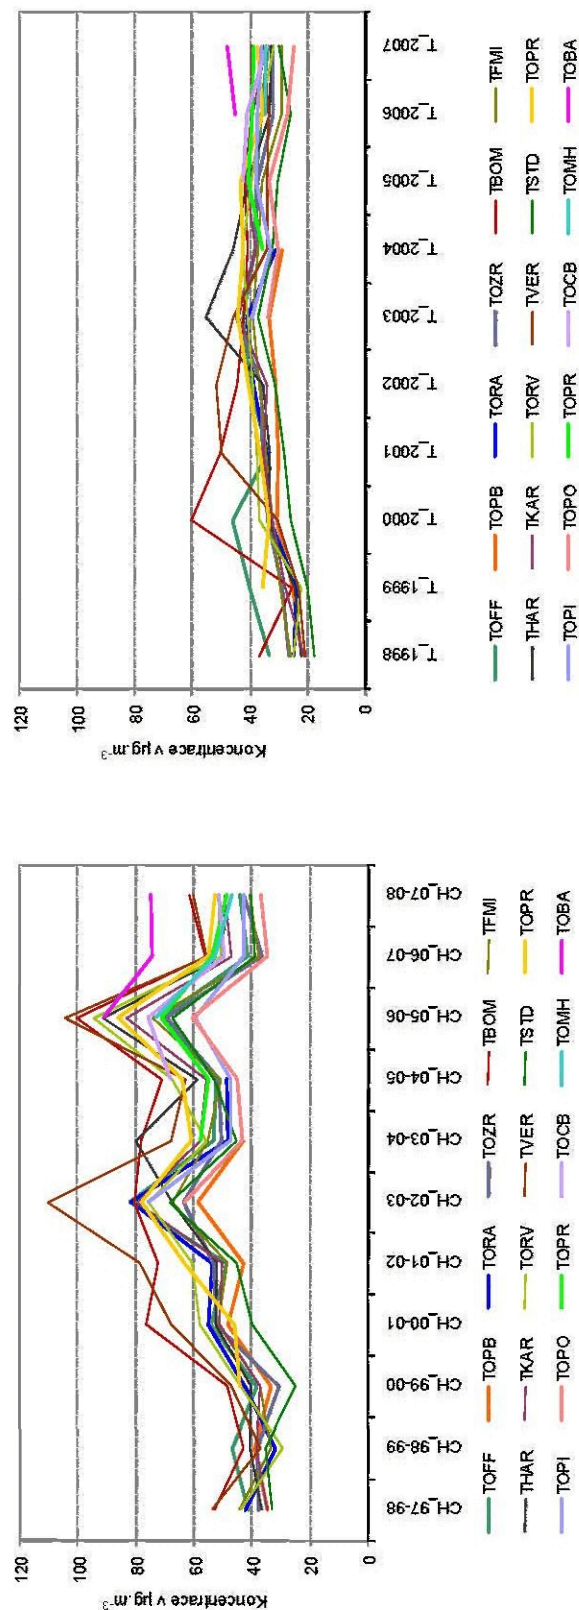 Koncentrace v µg.m⁻³
120
100
80
60
40
20
0
CH_97-98 CH_98-99 CH_99-00 CH_00-01 CH_01-02 CH_02-03 CH_03-04 CH_04-05 CH_05-06 CH_06-07 CH_07-08
TOFF TOPB TORA TOZR TBOM TFMI
THAR TKAR TORV TVER TSTD TOPR
TOPI TOPO TOPR TOCB TOMH TOBA
Koncentrace v µg.m⁻³
120
100
80
60
40
20
0
T_1998 T_1999 T_2000 T_2001 T_2002 T_2003 T_2004 T_2005 T_2006 T_2007
TOFF TOPB TORA TOZR TBOM TFMI
THAR TKAR TORV TVER TSTD TOPR
TOPI TOPO TOPR TOCB TOMH TOBA